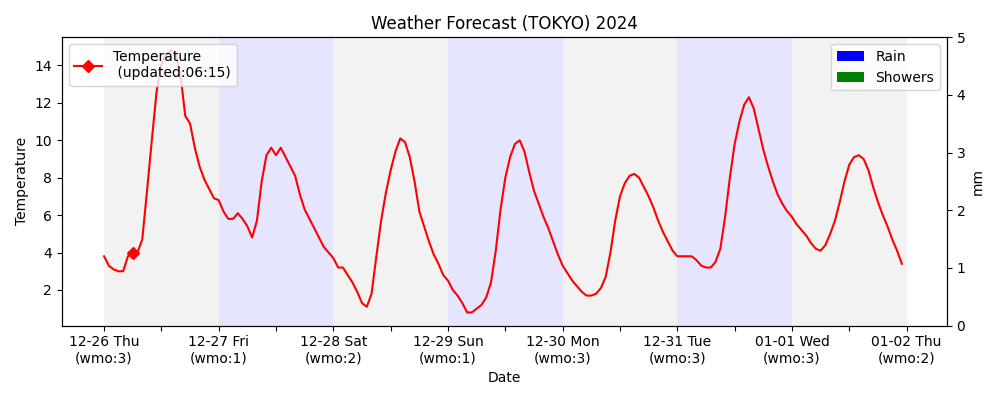 Weather Forecast (TOKYO) 2024
Temperature
(updated:06:15)
Rain
Showers
14
12
10
8
6
4
2
Temperature
5
4
3
2
1
0
mm
12-26 Thu 12-27 Fri 12-28 Sat 12-29 Sun 12-30 Mon 12-31 Tue 01-01 Wed 01-02 Thu
(wmo:3) (wmo:1) (wmo:2) (wmo:1) (wmo:3) (wmo:3) (wmo:3) (wmo:2)
Date